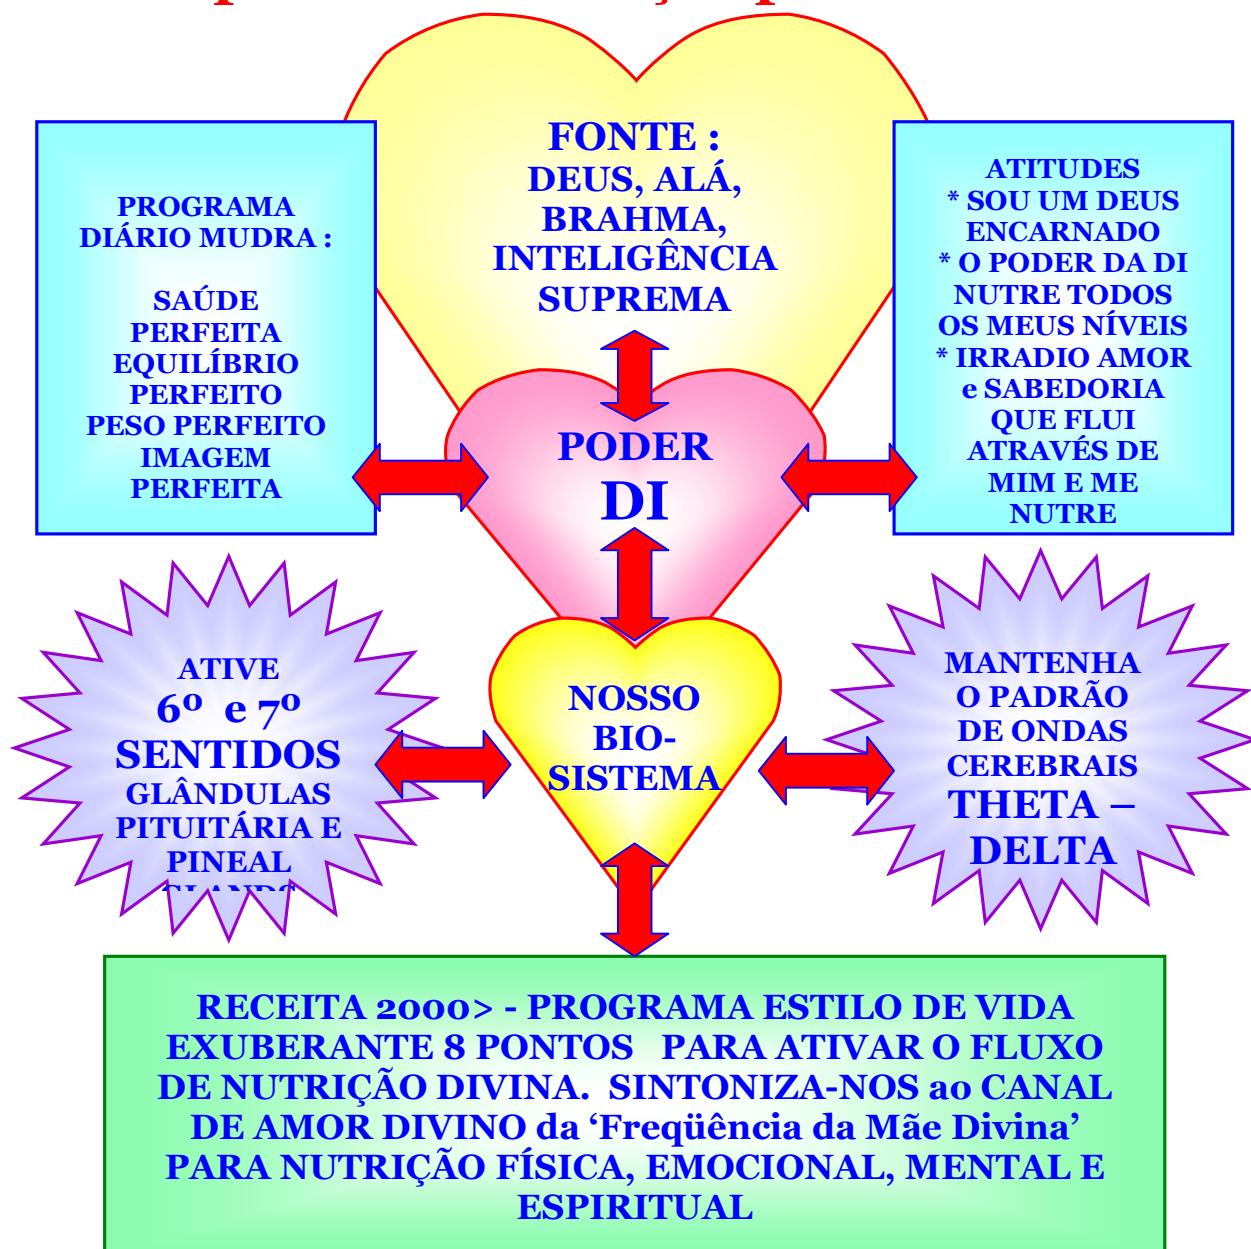 FONTE :
DEUS, ALÁ,
BRAHMA,
INTELIGÊNCIA
SUPREMA
PROGRAMA
DIÁRIO MUDRA :
SAÚDE
PERFEITA
EQUILÍBRIO
PERFEITO
PESO PERFEITO
IMAGEM
PERFEITA
ATITUDES
* SOU UM DEUS
ENCARNADO
* O PODER DA DI
NUTRE TODOS
OS MEUS NÍVEIS
* IRRADIO AMOR
e SABEDORIA
QUE FLUI
ATRAVÉS DE
MIM E ME
NUTRE
PODER
DI
ATIVE
6º e 7º
SENTIDOS
GLÂNDULAS
PITUITÁRIA E
PINEAL
GLANDS
NOSSO
BIO-
SISTEMA
MANTENHA
O PADRÃO
DE ONDAS
CEREBRAIS
THETA –
DELTA
RECEITA 2000> - PROGRAMA ESTILO DE VIDA
EXUBERANTE 8 PONTOS PARA ATIVAR O FLUXO
DE NUTRIÇÃO DIVINA. SINTONIZA-NOS ao CANAL
DE AMOR DIVINO da ‘Freqüência da Mãe Divina’
PARA NUTRIÇÃO FÍSICA, EMOCIONAL, MENTAL E
ESPIRITUAL